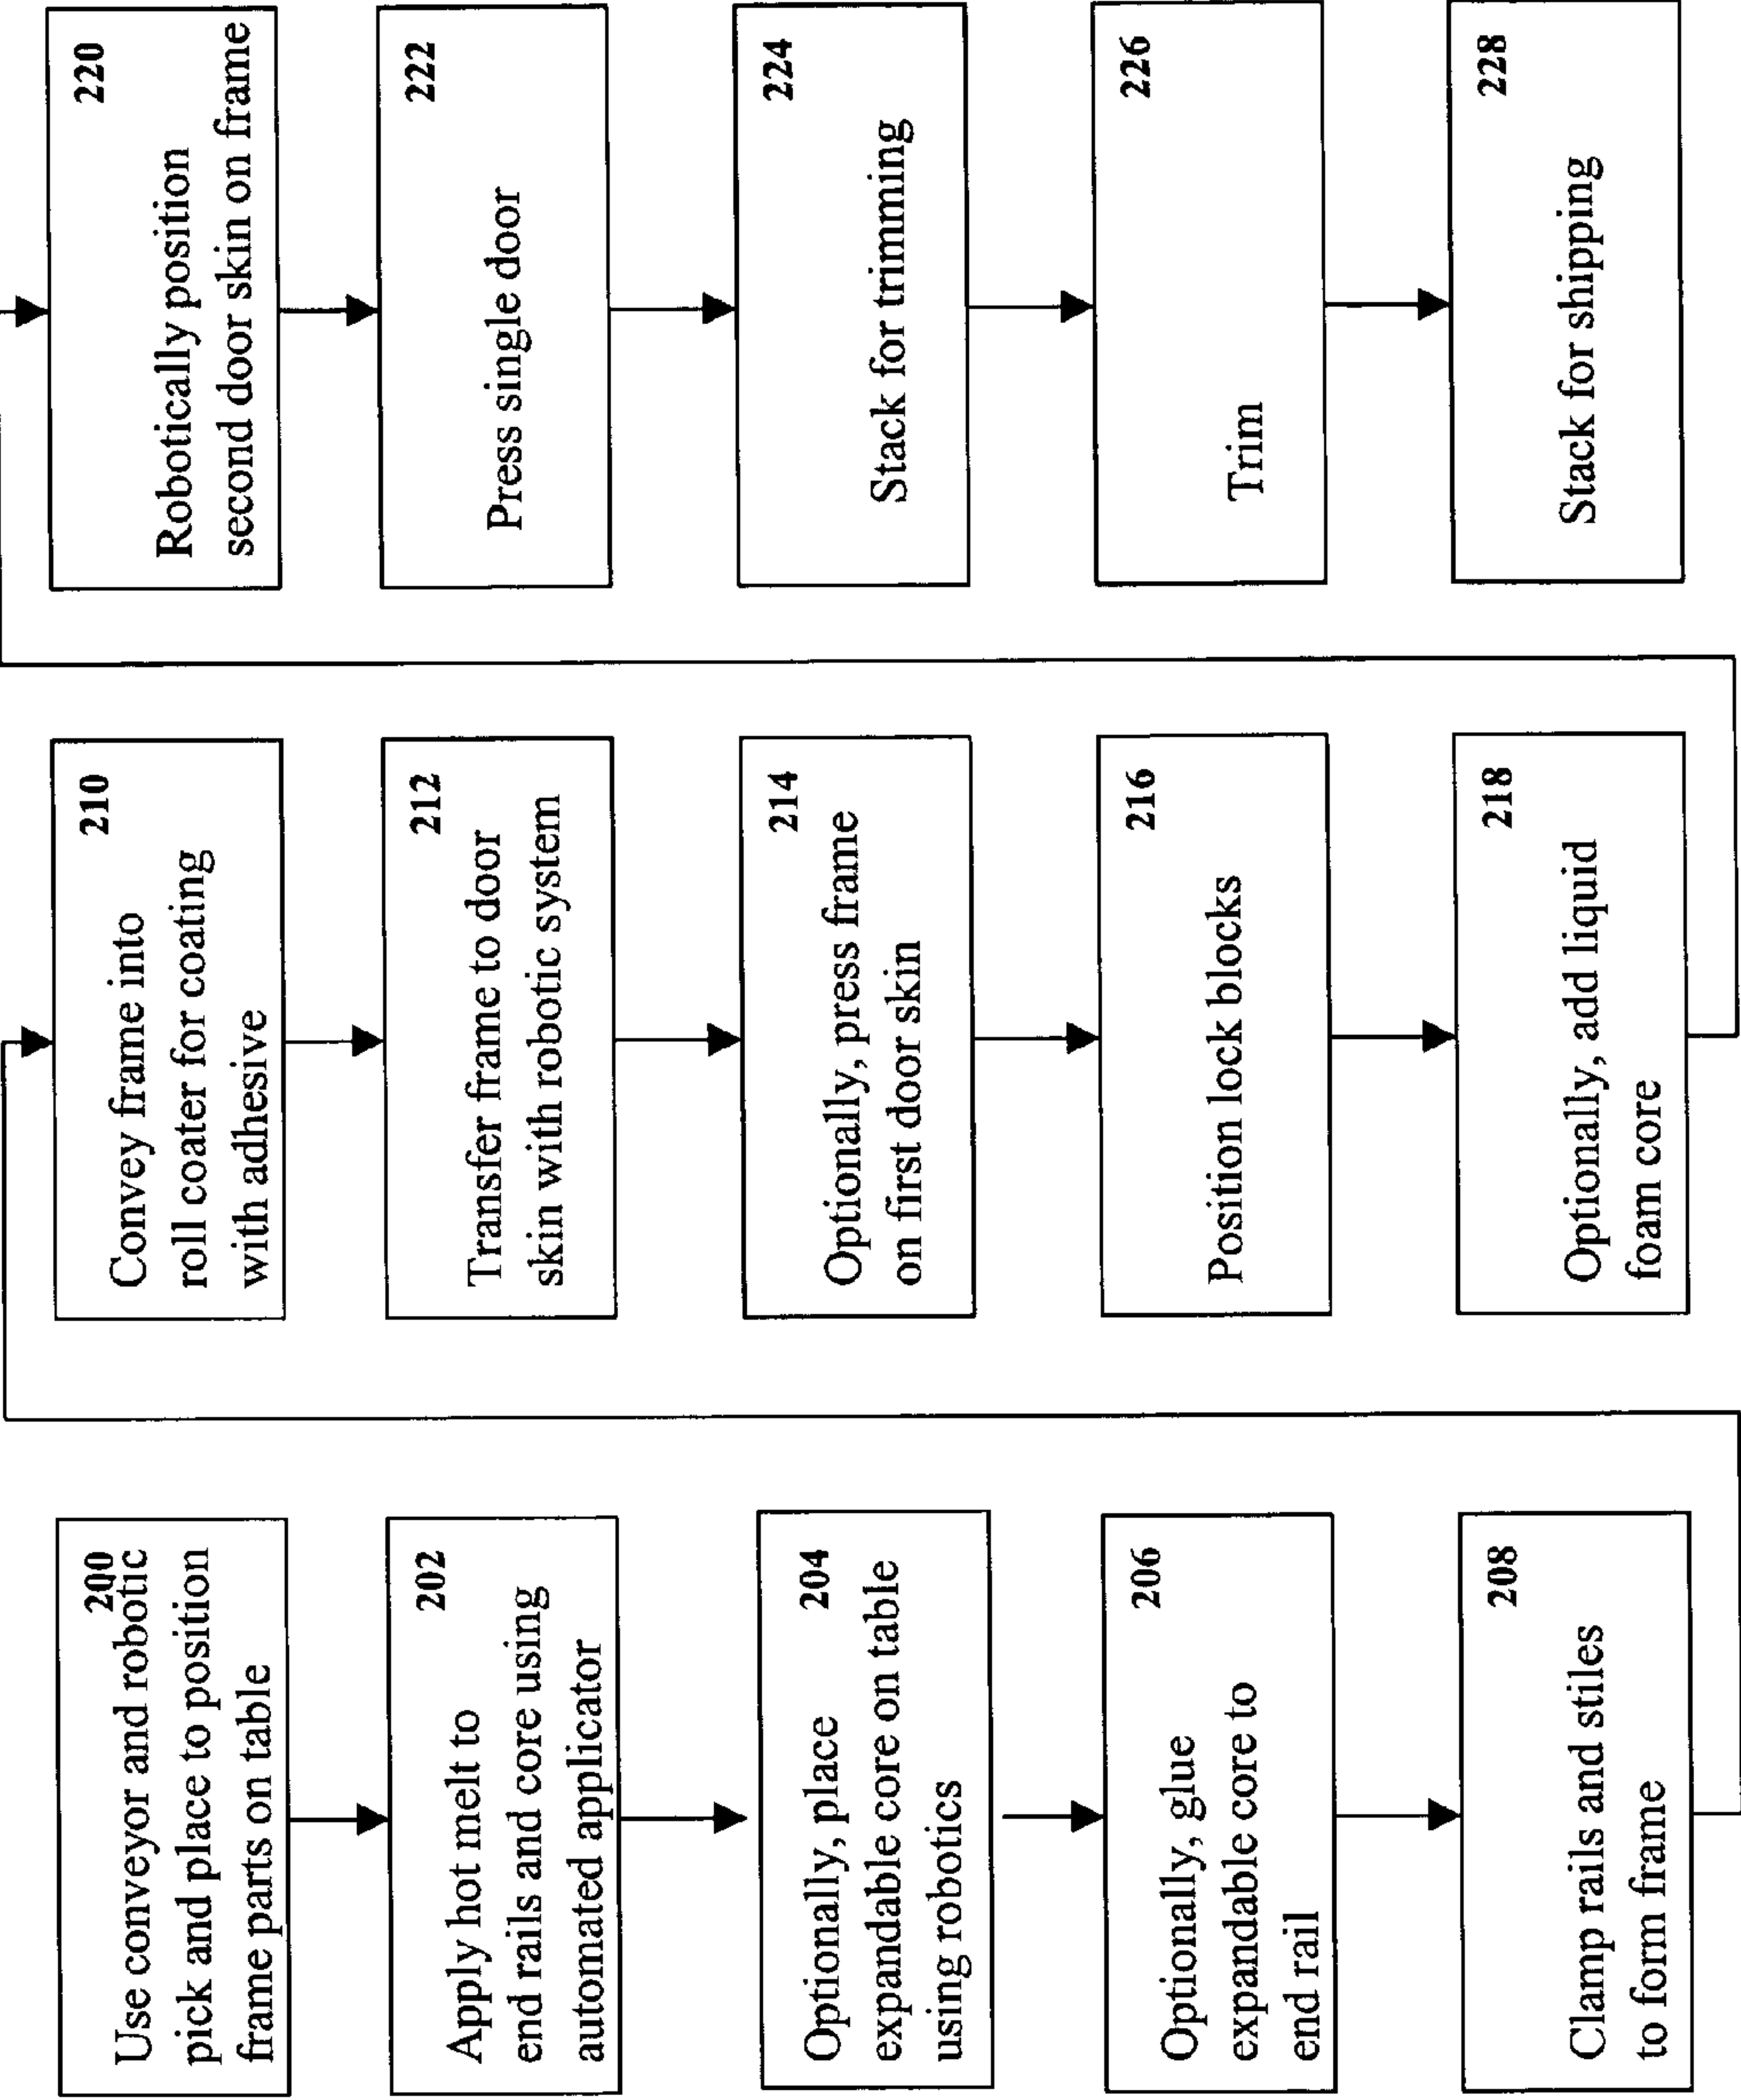 200
Use conveyor and robotic
pick and place to position
frame parts on table
202
Apply hot melt to
end rails and core using
automated applicator
204
Optionally, place
expandable core on table
using robotics
206
Optionally, glue
expandable core to
end rail
208
Clamp rails and stiles
to form frame
210
Convey frame into
roll coater for coating
with adhesive
212
Transfer frame to door
skin with robotic system
214
Optionally, press frame
on first door skin
216
Position lock blocks
218
Optionally, add liquid
foam core
220
Robotically position
second door skin on frame
222
Press single door
224
Stack for trimming
226
Trim
228
Stack for shipping